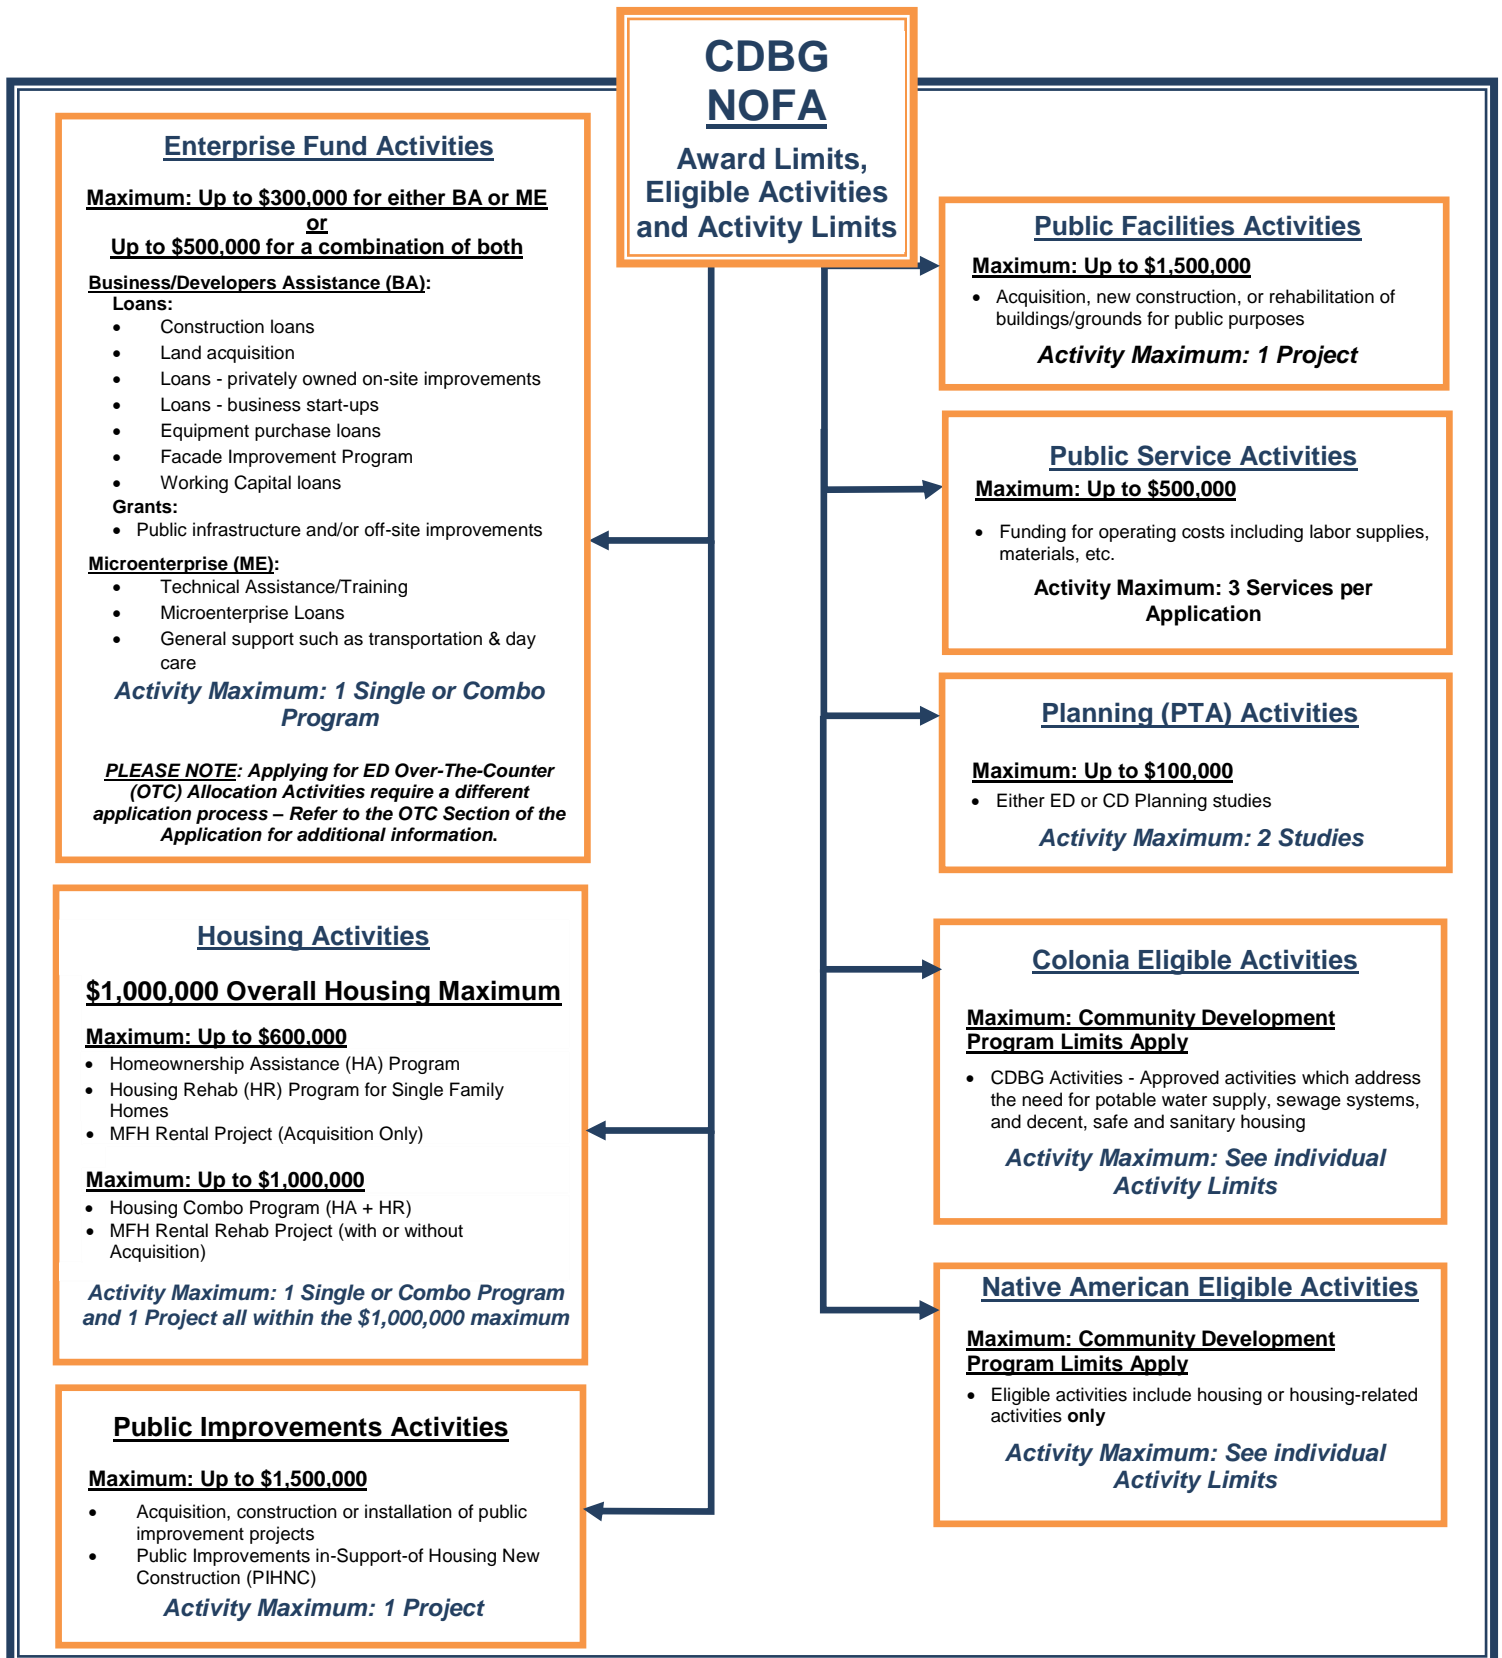 CDBG
NOFA
Award Limits,
Eligible Activities
and Activity Limits
Enterprise Fund Activities
Maximum: Up to $300,000 for either BA or ME
or
Up to $500,000 for a combination of both
Business/Developers Assistance (BA):
Loans:
• Construction loans
• Land acquisition
• Loans - privately owned on-site improvements
• Loans - business start-ups
• Equipment purchase loans
• Facade Improvement Program
• Working Capital loans
Grants:
• Public infrastructure and/or off-site improvements
Microenterprise (ME):
• Technical Assistance/Training
• Microenterprise Loans
• General support such as transportation & day
care
Activity Maximum: 1 Single or Combo
Program
PLEASE NOTE: Applying for ED Over-The-Counter
(OTC) Allocation Activities require a different
application process – Refer to the OTC Section of the
Application for additional information.
Housing Activities
$1,000,000 Overall Housing Maximum
Maximum: Up to $600,000
• Homeownership Assistance (HA) Program
• Housing Rehab (HR) Program for Single Family
Homes
• MFH Rental Project (Acquisition Only)
Maximum: Up to $1,000,000
• Housing Combo Program (HA + HR)
• MFH Rental Rehab Project (with or without
Acquisition)
Activity Maximum: 1 Single or Combo Program
and 1 Project all within the $1,000,000 maximum
Public Improvements Activities
Maximum: Up to $1,500,000
• Acquisition, construction or installation of public
improvement projects
• Public Improvements in-Support-of Housing New
Construction (PIHNC)
Activity Maximum: 1 Project
Public Facilities Activities
Maximum: Up to $1,500,000
• Acquisition, new construction, or rehabilitation of
buildings/grounds for public purposes
Activity Maximum: 1 Project
Public Service Activities
Maximum: Up to $500,000
• Funding for operating costs including labor supplies,
materials, etc.
Activity Maximum: 3 Services per
Application
Planning (PTA) Activities
Maximum: Up to $100,000
• Either ED or CD Planning studies
Activity Maximum: 2 Studies
Colonia Eligible Activities
Maximum: Community Development
Program Limits Apply
• CDBG Activities - Approved activities which address
the need for potable water supply, sewage systems,
and decent, safe and sanitary housing
Activity Maximum: See individual
Activity Limits
Native American Eligible Activities
Maximum: Community Development
Program Limits Apply
• Eligible activities include housing or housing-related
activities only
Activity Maximum: See individual
Activity Limits